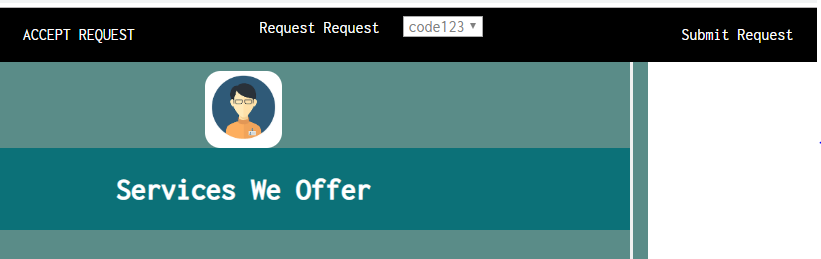 ACCEPT REQUEST
Request Request code123
Submit Request
Services We Offer